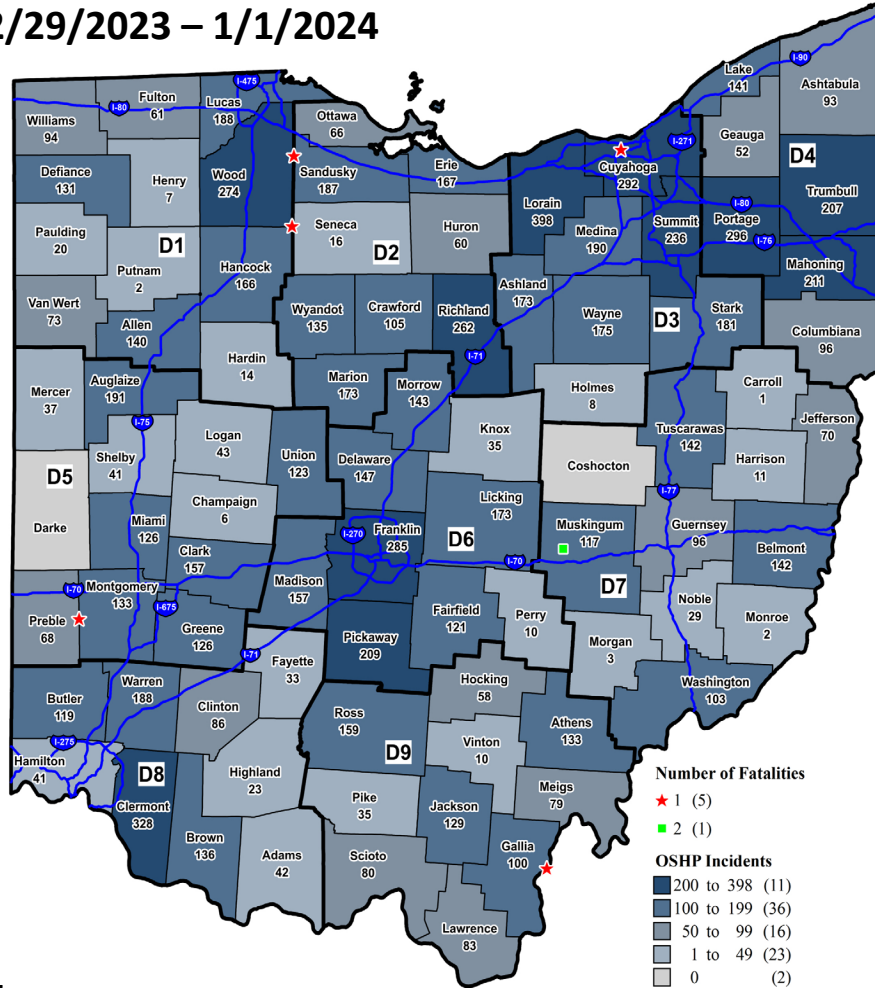 2/29/2023 – 1/1/2024
I-90
Lake
141
Ashtabula
93
I-475
Fulton
61
Lucas
188
I-80
Williams
94
Ottawa
66
Geauga
52
I-271
D4
Defiance
131
Henry
7
Wood
274
Sandusky
187
Erie
167
Cuyahoga
292
Trumbull
207
Lorain
398
I-80
Portage
296
Summit
236
Medina
190
Paulding
20
D1
Seneca
16
Huron
60
D2
I-76
Mahoning
211
Putnam
2
Hancock
166
Ashland
173
Van Wert
73
Wyandot
135
Crawford
105
Richland
262
Wayne
175
D3
Stark
181
Allen
140
Columbiana
96
I-71
Hardin
14
Marion
173
Morrow
143
Holmes
8
Carroll
1
Mercer
37
Auglaize
191
Jefferson
70
I-75
Logan
43
Knox
35
Tuscarawas
142
Union
123
Delaware
147
Shelby
41
Coshocton
Harrison
11
D5
I-77
Champaign
6
Licking
173
Darke
Miami
126
I-270
Franklin
285
D6
Muskingum
117
Guernsey
96
Clark
157
I-70
Belmont
142
I-70
Montgomery
133
Madison
157
D7
I-675
Preble
68
Greene
126
Fairfield
121
Perry
10
Noble
29
Monroe
2
Pickaway
209
Morgan
3
I-71
Fayette
33
Hocking
58
Washington
103
Butler
119
Warren
188
Clinton
86
Ross
159
Athens
133
I-275
D9
Vinton
10
Hamilton
41
D8
Highland
23
Clermont
328
Meigs
79
Pike
35
Jackson
129
Brown
136
Gallia
100
Adams
42
Scioto
80
Lawrence
83
Number of Fatalities
1 (5)
2 (1)
OSHP Incidents
200 to 398 (11)
100 to 199 (36)
50 to 99 (16)
1 to 49 (23)
0 (2)